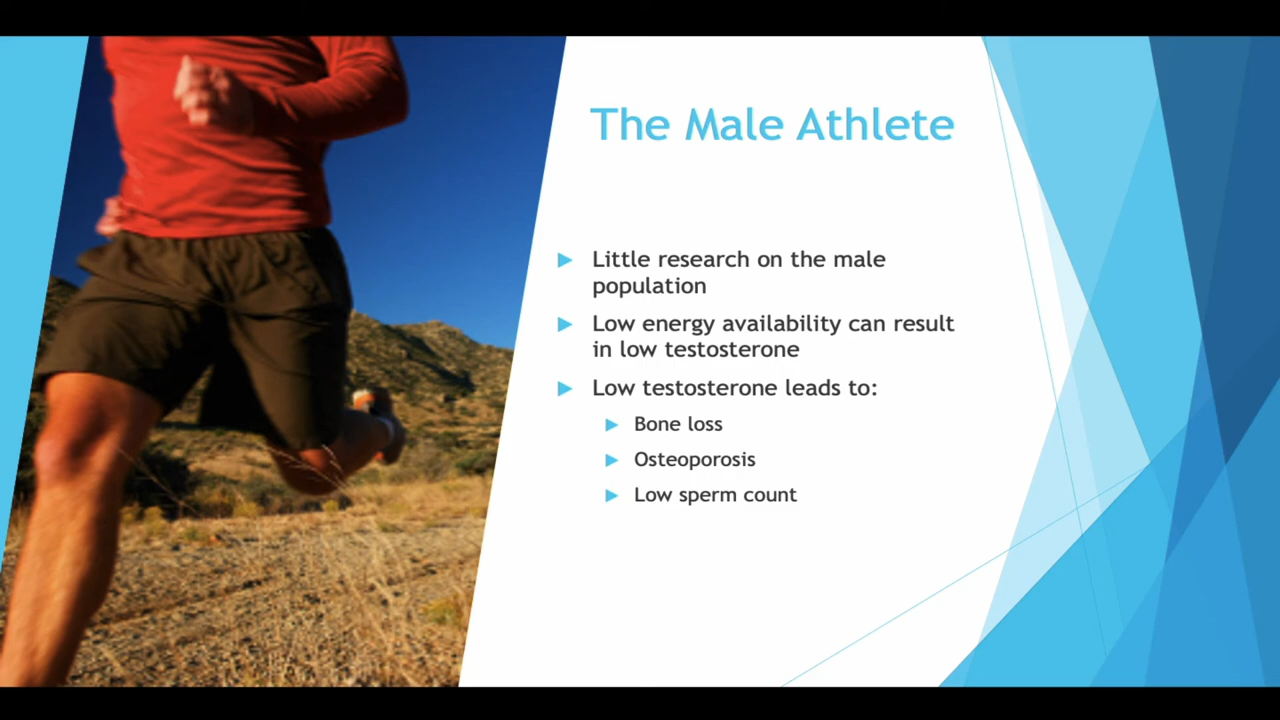 The Male Athlete
Little research on the male
population
Low energy availability can result
in low testosterone
Low testosterone leads to:
Bone loss
Osteoporosis
Low sperm count